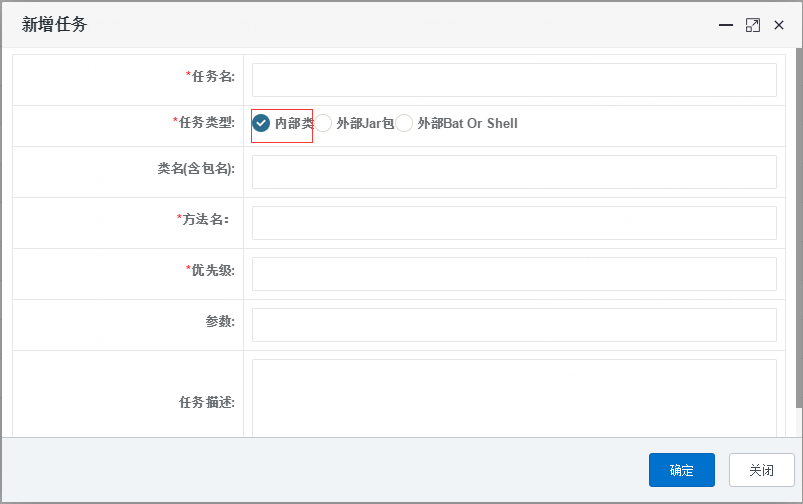 新增任务
*任务名:
*任务类型: 内部类 外部Jar包 外部Bat Or Shell
类名(含包名):
*方法名：
*优先级:
参数:
任务描述:
确定 关闭